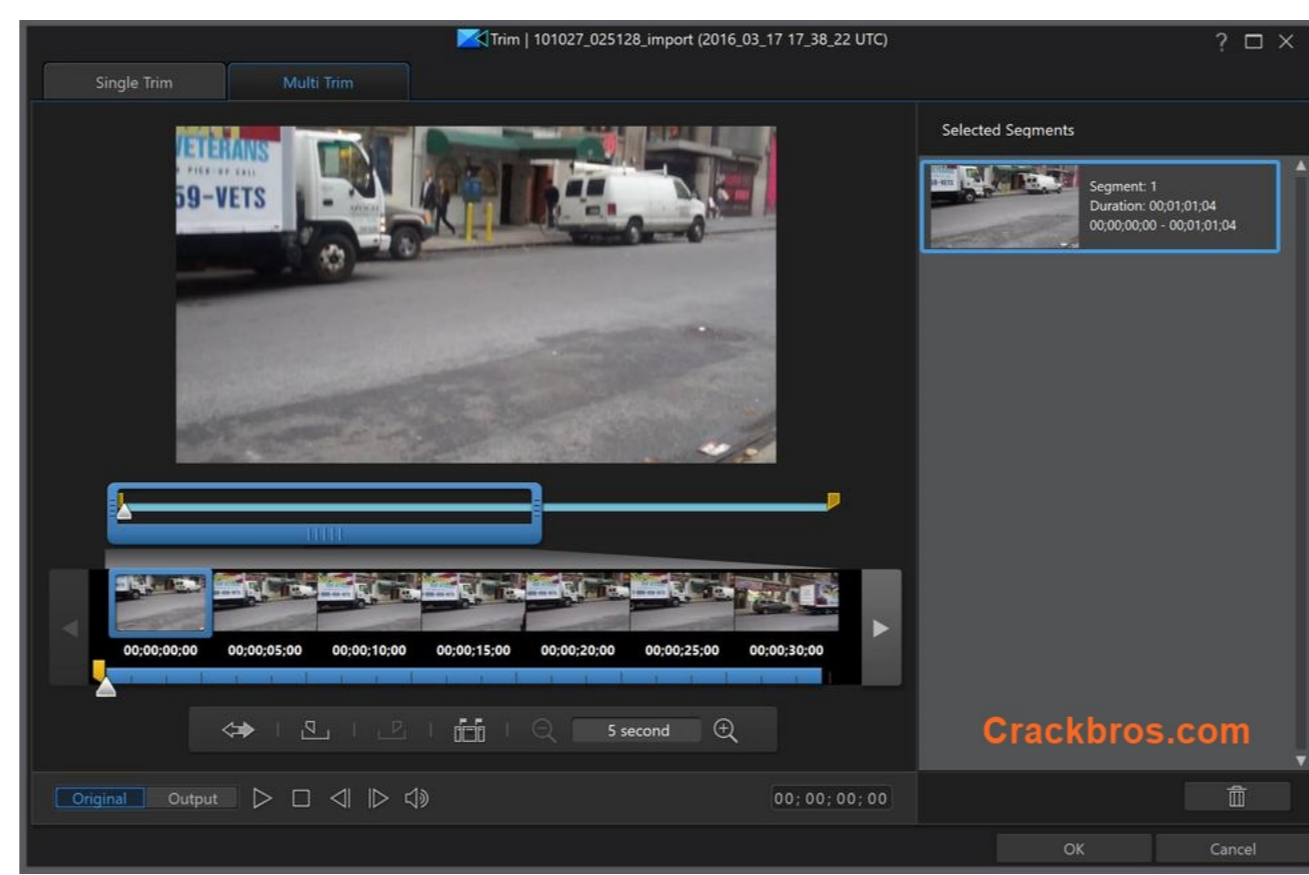 Trim | 101027_025128_import (2016_03_17 17_38_22 UTC)
?
Single Trim
Multi Trim
Selected Segments
VETERANS
PICK-UP CALL
59-VETS
Segment: 1
Duration: 00;01;01;04
00;00;00;00 - 00;01;01;04
00;00;00;00 00;00;05;00 00;00;10;00 00;00;15;00 00;00;20;00 00;00;25;00 00;00;30;00
5 second
Crackbros.com
Original
Output
00; 00; 00; 00
OK
Cancel